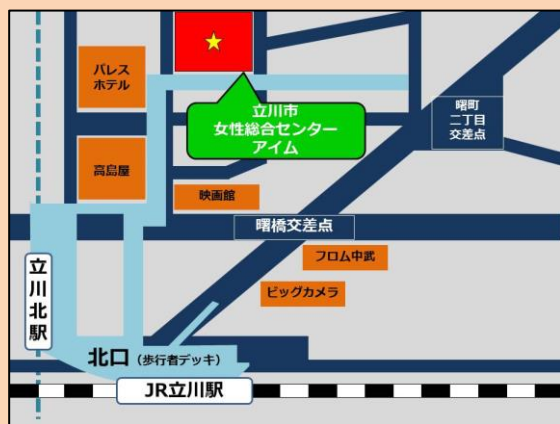 パレス
ホテル
立川市
女性総合センター
アイム
曙町
二丁目
交差点
高島屋
映画館
曙橋交差点
フロム中武
ビッグカメラ
立川北駅
北口（歩行者デッキ）
JR立川駅